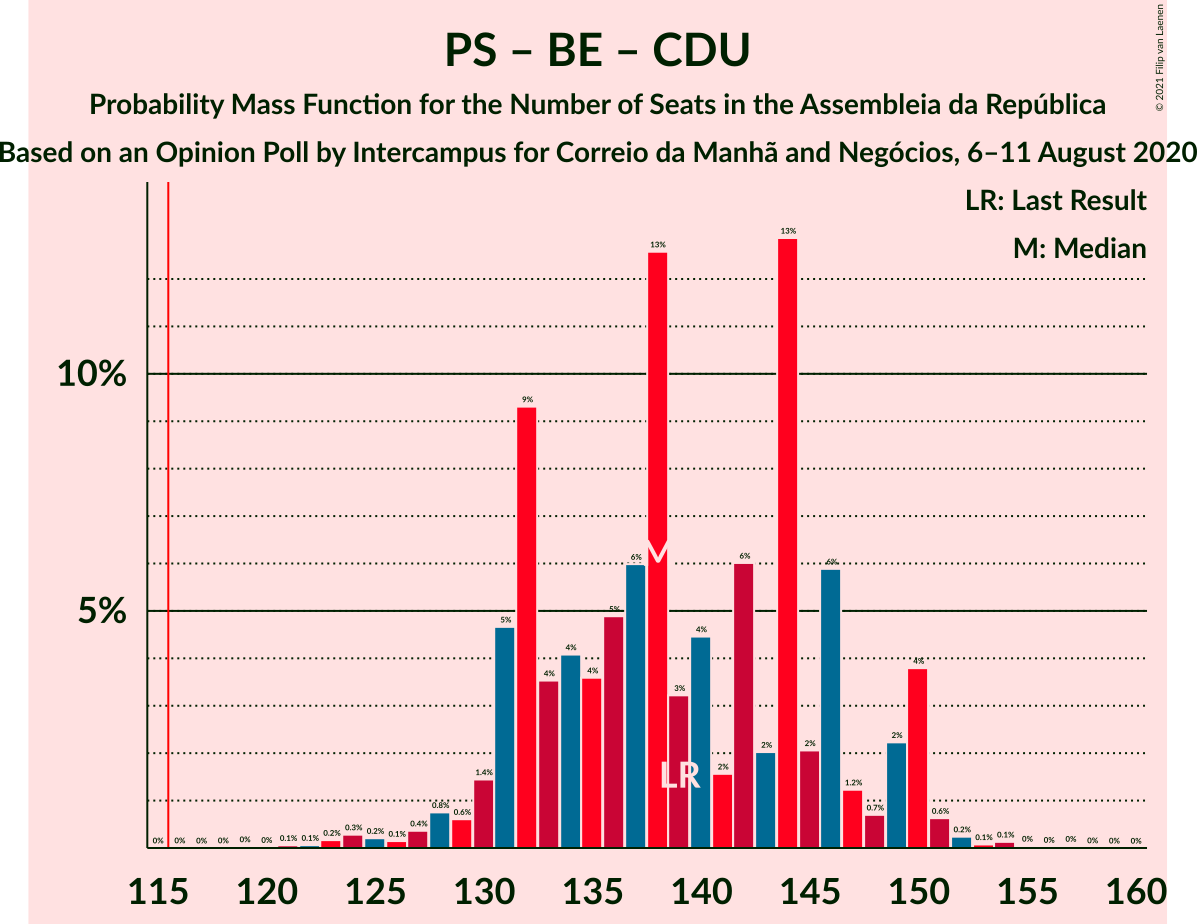 PS – BE – CDU
© 2021 Filip van Laenen
Probability Mass Function for the Number of Seats in the Assembleia da República
Based on an Opinion Poll by Intercampus for Correio da Manhã and Negócios, 6–11 August 2020
LR: Last Result
M: Median
10%
5%
0% 0% 0% 0% 0% 0% 0.1% 0.1% 0.2% 0.3% 0.2% 0.1% 0.4% 0.8% 0.6% 1.4% 5% 9% 4% 4% 4% 5% 6% 13% 3% 4% 2% 6% 2% 13% 2% 6% 1.2% 0.7% 2% 4% 0.6% 0.2% 0.1% 0.1% 0% 0% 0% 0% 0% 0%
M
LR
115 120 125 130 135 140 145 150 155 160